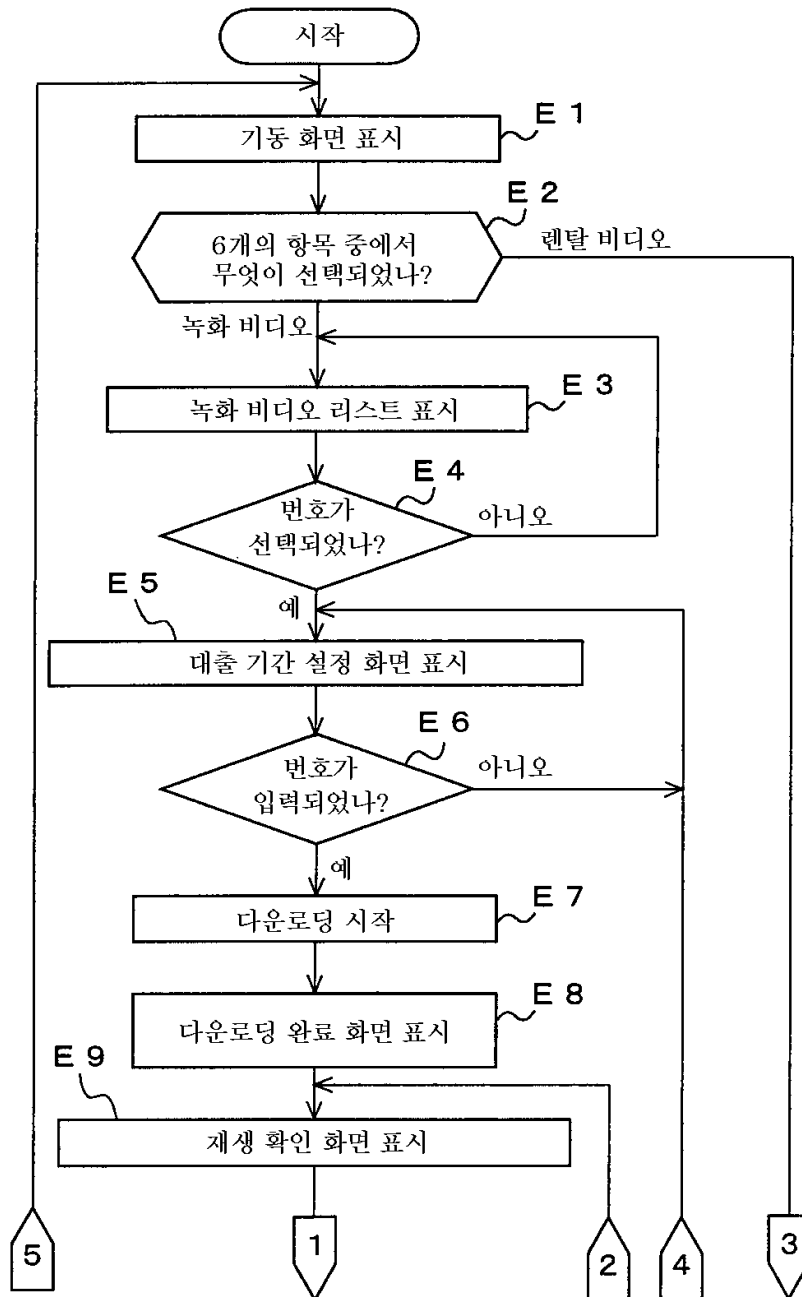 시작
기동 화면 표시
E 1
6개의 항목 중에서
무엇이 선택되었나?
E 2
렌탈 비디오
녹화 비디오
녹화 비디오 리스트 표시
E 3
번호가
선택되었나?
E 4
아니오
예
E 5
대출 기간 설정 화면 표시
번호가
입력되었나?
E 6
아니오
예
다운로딩 시작
E 7
다운로딩 완료 화면 표시
E 8
E 9
재생 확인 화면 표시
5
1
2
4
3